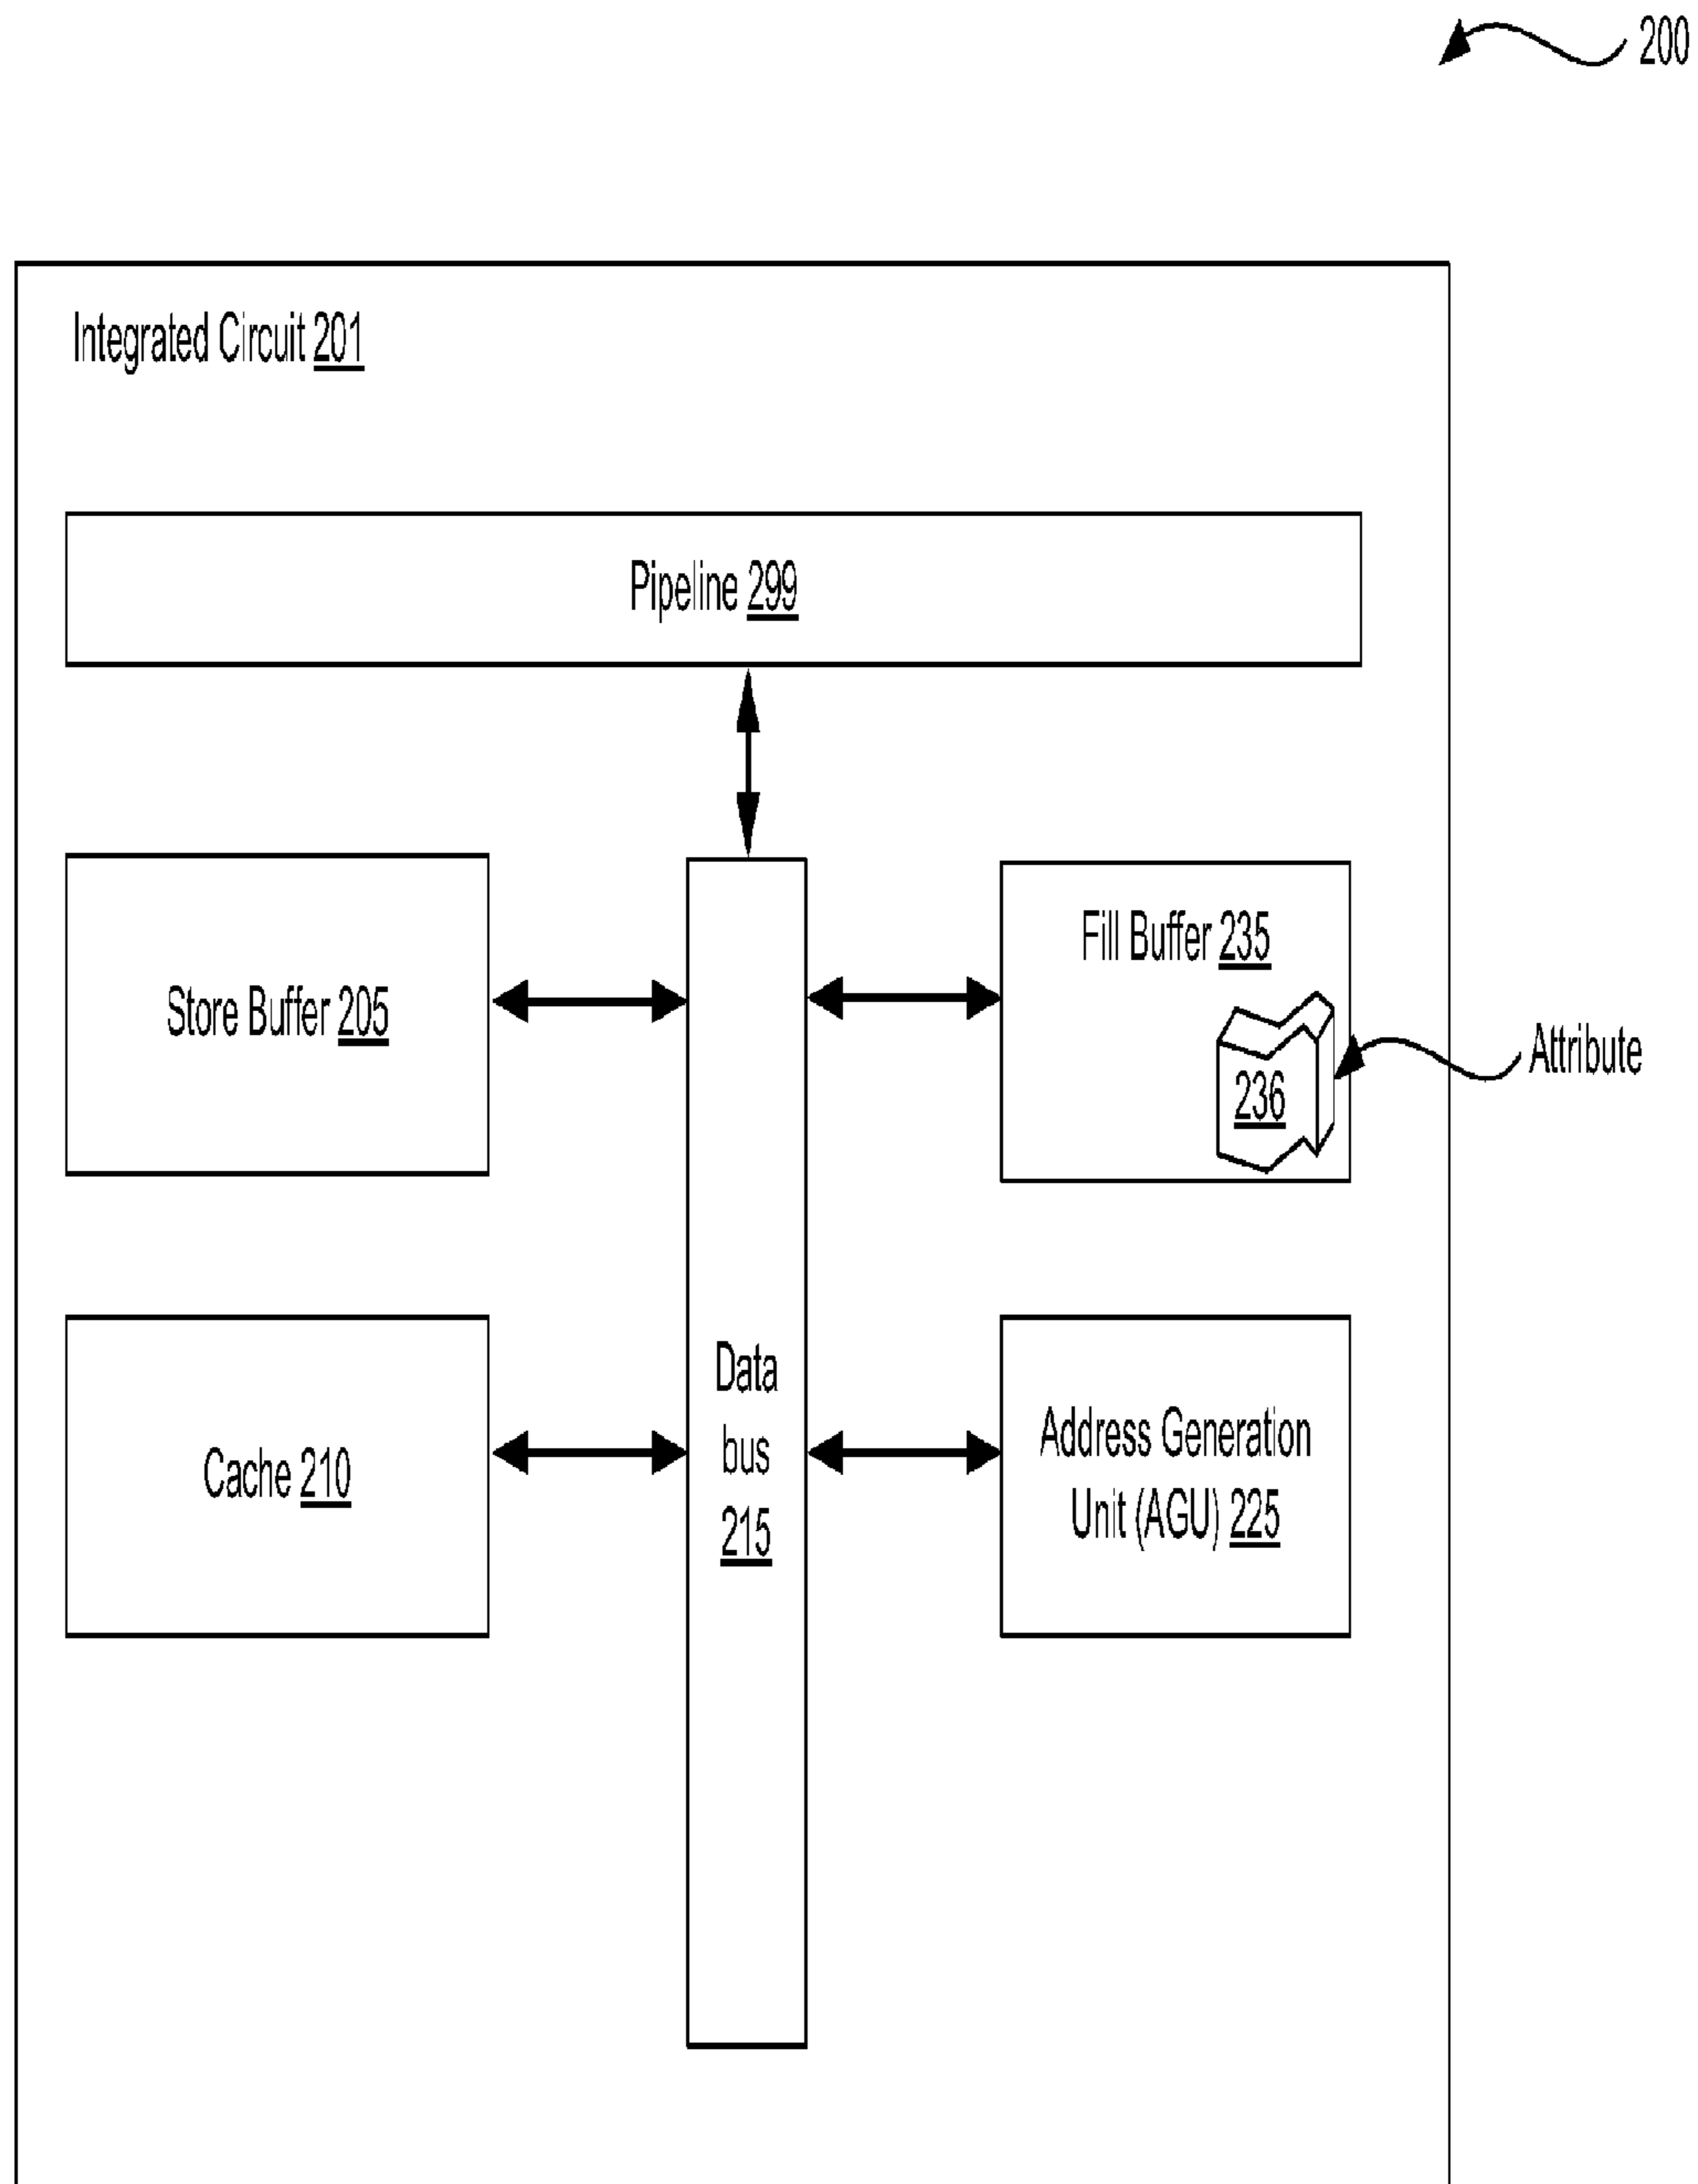 200
Integrated Circuit 201
Pipeline 299
Store Buffer 205
Fill Buffer 235
236
Attribute
Cache 210
Data
bus
215
Address Generation
Unit (AGU) 225